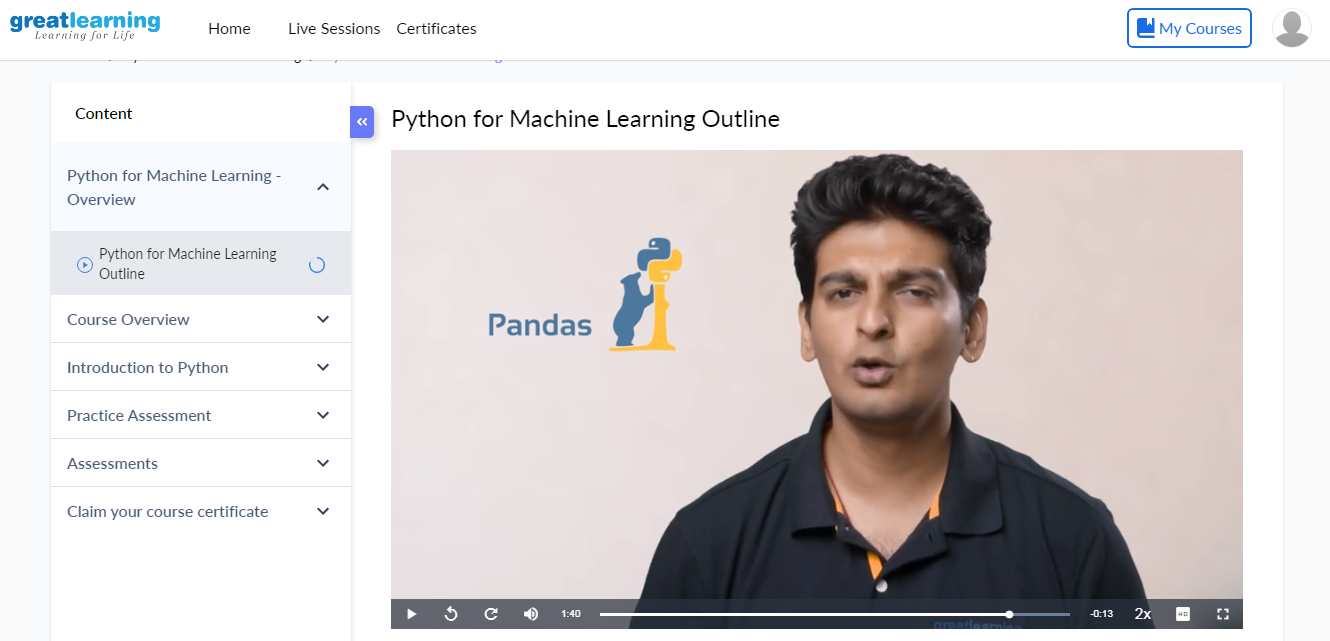 greatlearning
Learning for Life
Home
Live Sessions
Certificates
My Courses
Content
Python for Machine Learning -
Overview
Python for Machine Learning
Outline
Course Overview
Introduction to Python
Practice Assessment
Assessments
Claim your course certificate
Python for Machine Learning Outline
Pandas
greatlearning
1:40
-0:13
2x
HD